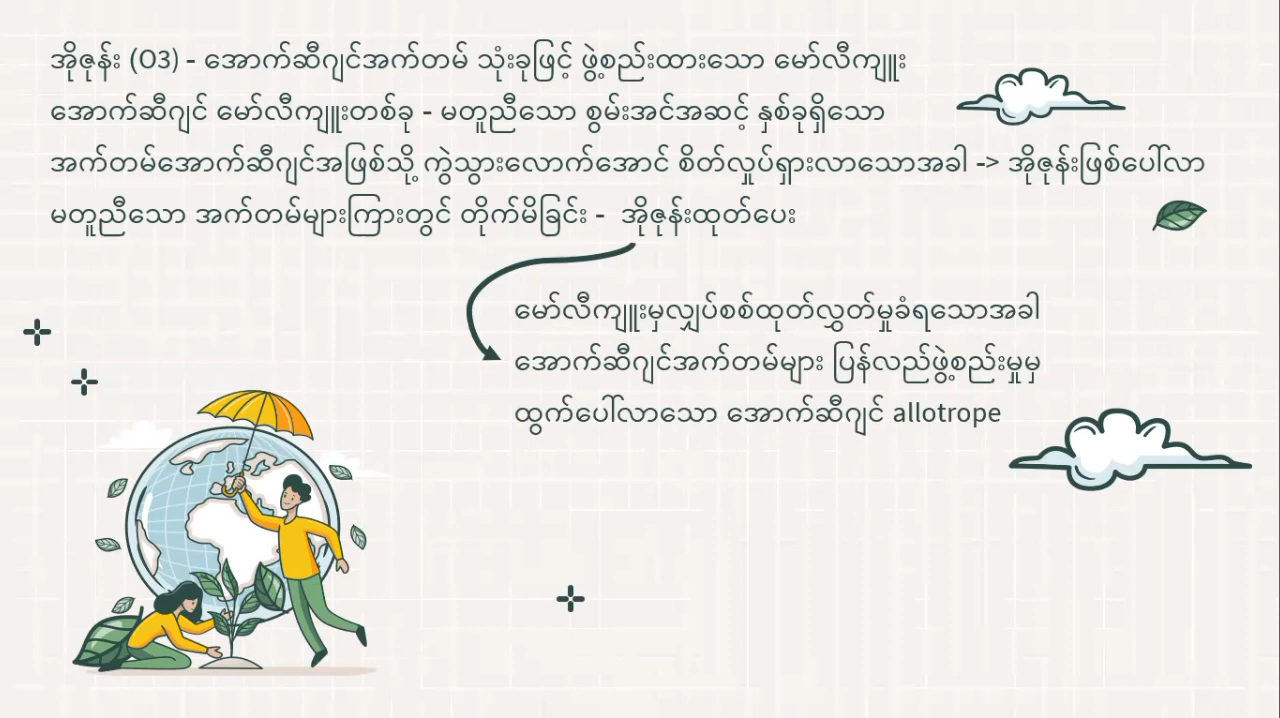 အိုဇုန်း (O3) - အောက်ဆီဂျင်အက်တမ် သုံးခုဖြင့် ဖွဲ့စည်းထားသော မော်လီကျူး
အောက်ဆီဂျင် မော်လီကျူးတစ်ခု - မတူညီသော စွမ်းအင်အဆင့် နှစ်ခုရှိသော
အက်တမ်အောက်ဆီဂျင်အဖြစ်သို့ ကွဲသွားလောက်အောင် စိတ်လှုပ်ရှားလာသောအခါ -> အိုဇုန်းဖြစ်ပေါ်လာ
မတူညီသော အက်တမ်များကြားတွင် တိုက်မိခြင်း - အိုဇုန်းထုတ်ပေး
မော်လီကျူးမှလျှပ်စစ်ထုတ်လွှတ်မှုခံရသောအခါ
အောက်ဆီဂျင်အက်တမ်များ ပြန်လည်ဖွဲ့စည်းမှုမှ
ထွက်ပေါ်လာသော အောက်ဆီဂျင် allotrope